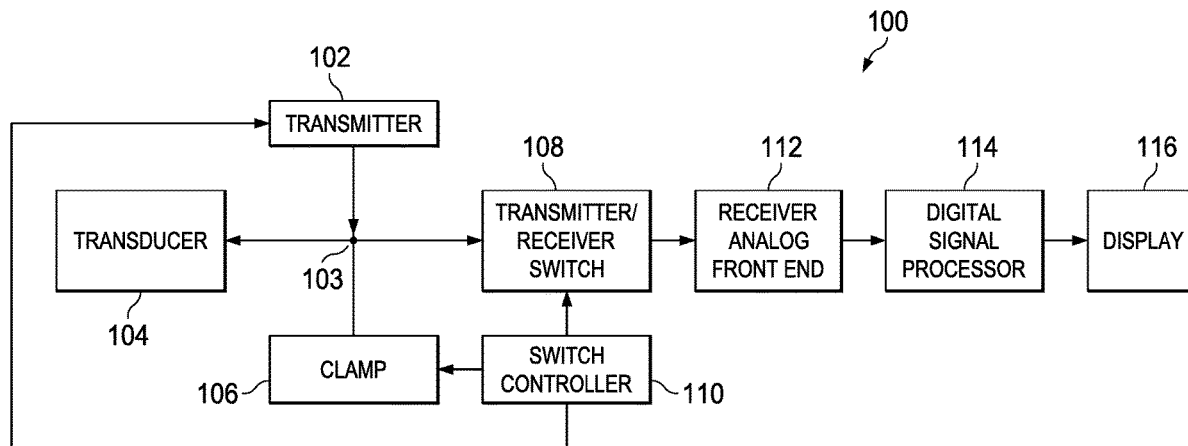 100
102
TRANSMITTER
108
112
114
116
TRANSDUCER
TRANSMITTER/
RECEIVER
SWITCH
RECEIVER
ANALOG
FRONT END
DIGITAL
SIGNAL
PROCESSOR
DISPLAY
103
104
CLAMP
106
SWITCH
CONTROLLER
110